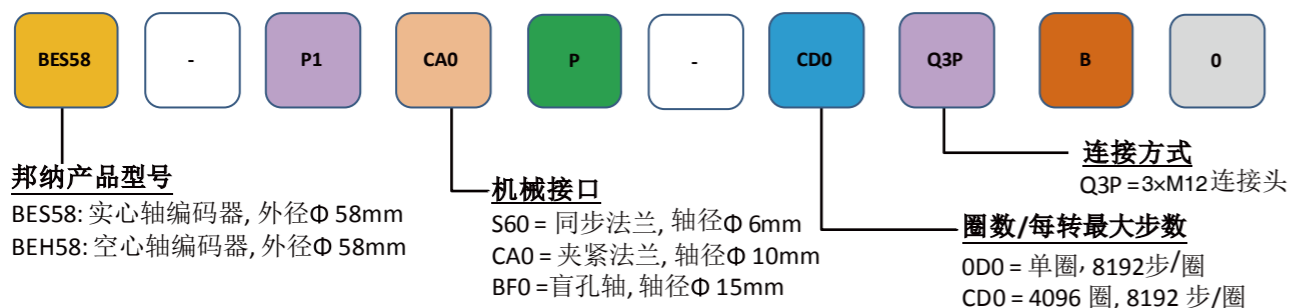 BES58 - P1 CA0 P - CD0 Q3P B 0
邦纳产品型号
BES58: 实心轴编码器, 外径Φ 58mm
BEH58: 空心轴编码器, 外径Φ 58mm
机械接口
S60 = 同步法兰, 轴径Φ 6mm
CA0 = 夹紧法兰, 轴径Φ 10mm
BF0 =盲孔轴, 轴径Φ 15mm
连接方式
Q3P =3×M12连接头
圈数/每转最大步数
0D0 = 单圈, 8192步/圈
CD0 = 4096 圈, 8192 步/圈